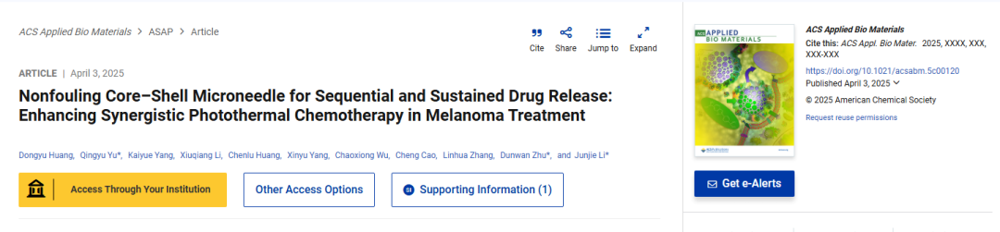 ACS Applied Bio Materials > ASAP > Article
Cite Share Jump to Expand
ARTICLE | April 3, 2025
Nonfouling Core–Shell Microneedle for Sequential and Sustained Drug Release:
Enhancing Synergistic Photothermal Chemotherapy in Melanoma Treatment
Dongyu Huang, Qingyu Yu*, Kaiyue Yang, Xiuqiang Li, Chenlu Huang, Xinyu Yang, Chaoxiong Wu, Cheng Cao, Linhua Zhang, Dunwan Zhu*, and Junjie Li*
Access Through Your Institution
Other Access Options
SI Supporting Information (1)
ACS APPLIED
BIO MATERIALS
ACS Applied Bio Materials
Cite this: ACS Appl. Bio Mater. 2025, XXXX, XXX,
XXX-XXX
https://doi.org/10.1021/acsabm.5c00120
Published April 3, 2025
© 2025 American Chemical Society
Request reuse permissions
Get e-Alerts